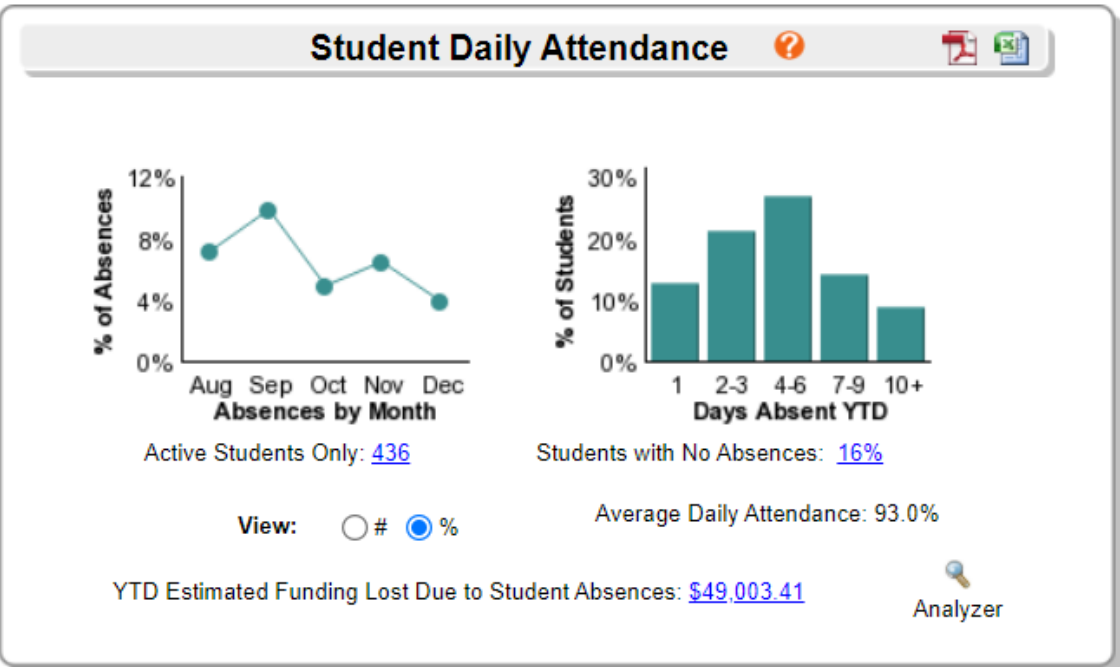 Student Daily Attendance ?
% of Absences
12%
8%
4%
0%
Aug Sep Oct Nov Dec
Absences by Month
% of Students
30%
20%
10%
0%
1 2-3 4-6 7-9 10+
Days Absent YTD
Active Students Only: 436
Students with No Absences: 16%
View: # %
Average Daily Attendance: 93.0%
YTD Estimated Funding Lost Due to Student Absences: $49,003.41
Analyzer